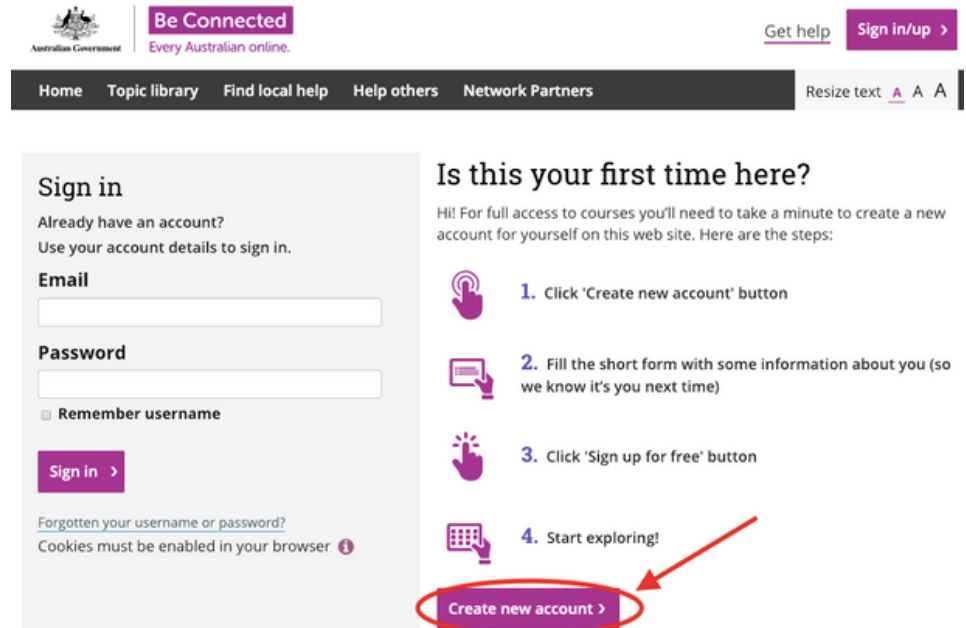 Australian Government
Be Connected
Every Australian online.
Get help
Sign in/up >
Home Topic library Find local help Help others Network Partners
Resize text A A A
Sign in
Already have an account?
Use your account details to sign in.
Email
Password
Remember username
Sign in >
Forgotten your username or password?
Cookies must be enabled in your browser i
Is this your first time here?
Hi! For full access to courses you'll need to take a minute to create a new
account for yourself on this web site. Here are the steps:
1. Click 'Create new account' button
2. Fill the short form with some information about you (so
we know it's you next time)
3. Click 'Sign up for free' button
4. Start exploring!
Create new account >